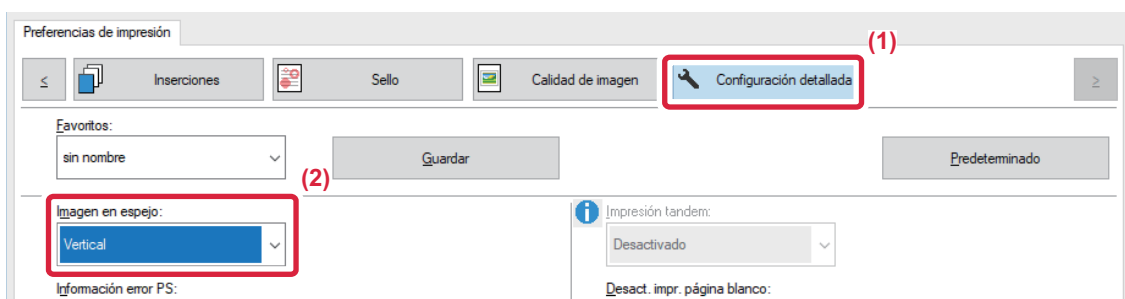 Preferencias de impresión
(1)
<
Inserciones
Sello
Calidad de imagen
Configuración detallada
>
Favoritos:
sin nombre
Guardar
Predeterminado
(2)
Imagen en espejo:
Vertical
Impresión tandem:
Desactivado
Información error PS:
Desact. impr. página blanco: